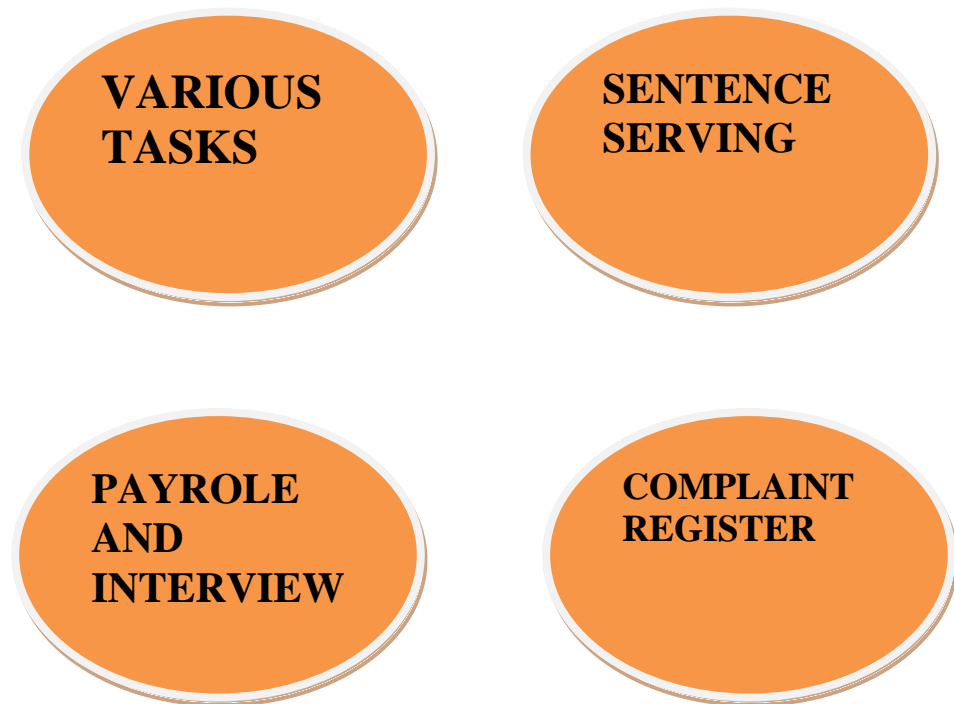 VARIOUS
TASKS
SENTENCE
SERVING
PAYROLE
AND
INTERVIEW
COMPLAINT
REGISTER